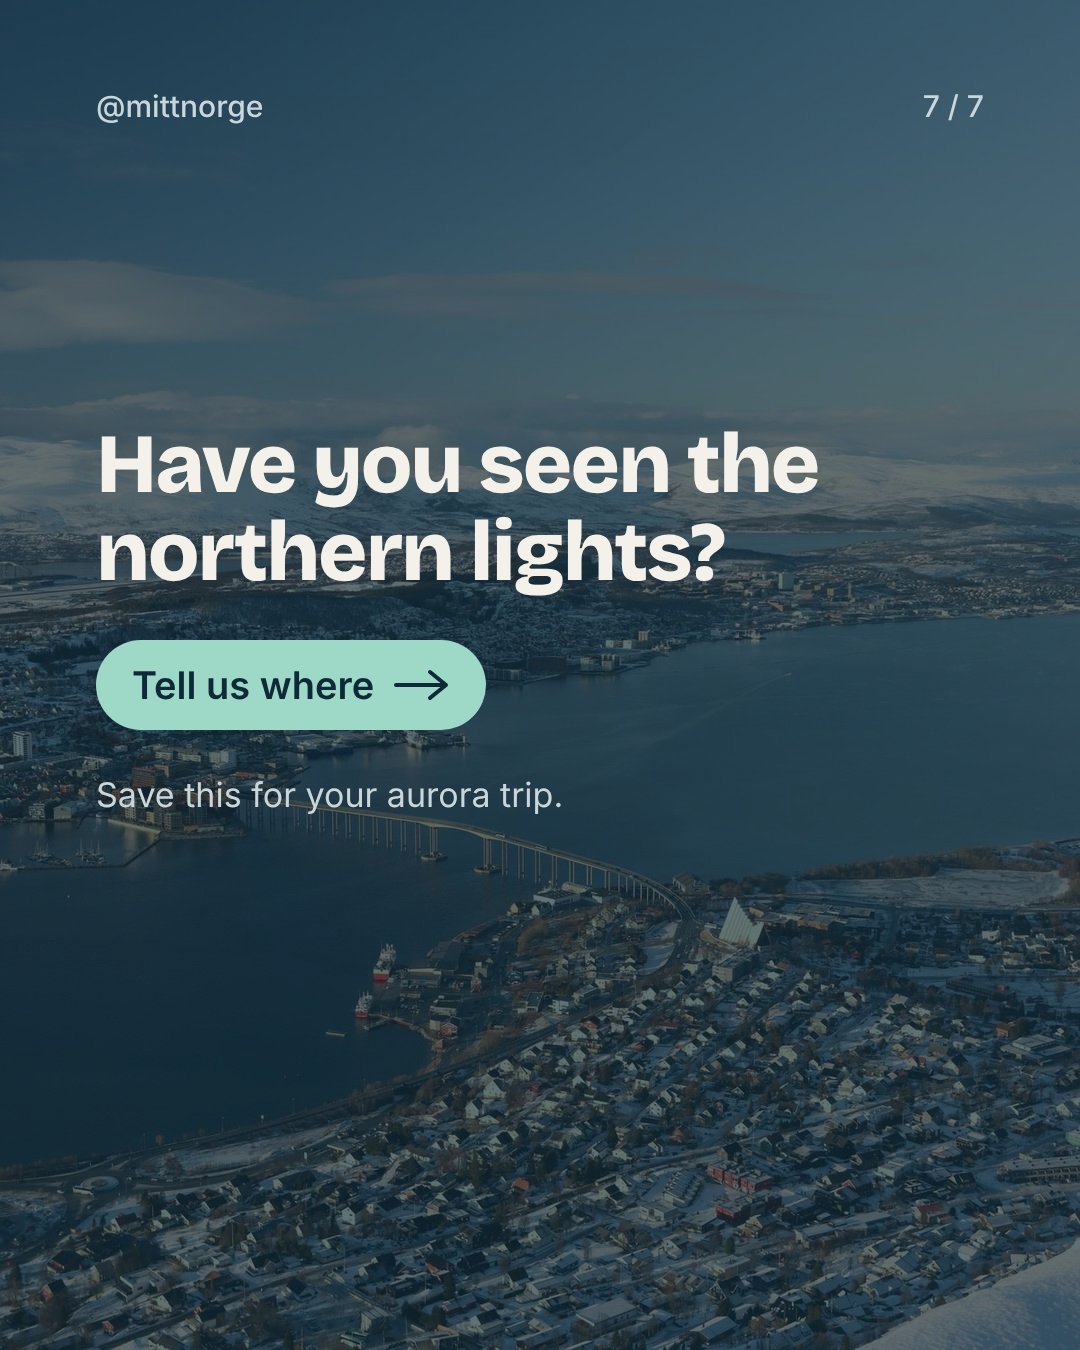 @mittnorge
7 / 7
Have you seen the
northern lights?
Tell us where →
Save this for your aurora trip.